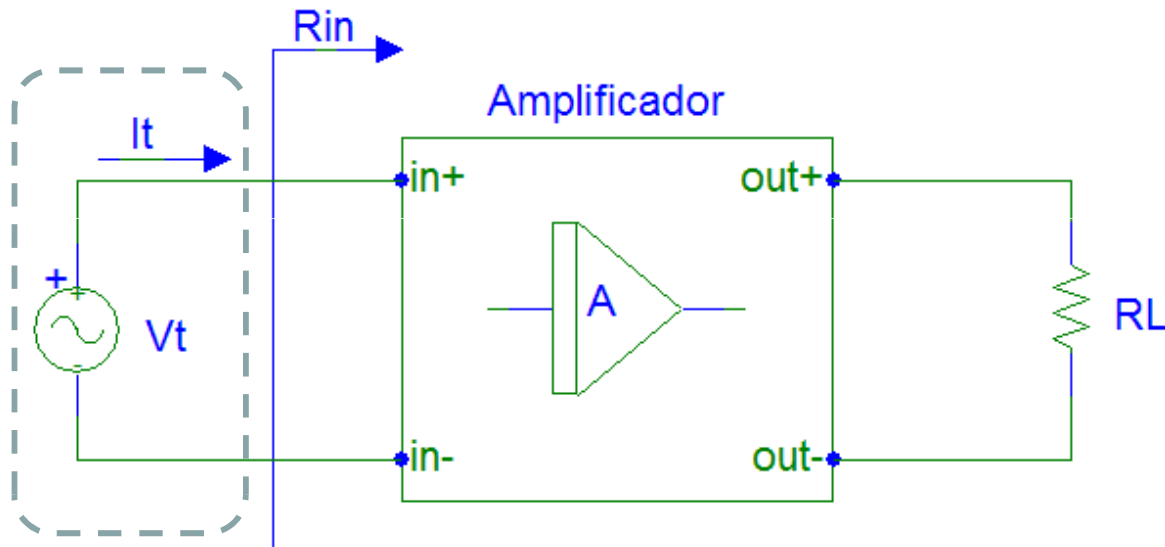 Rin
Amplificador
It
in+
out+
+
+
Vt
A
RL
-
in-
out-